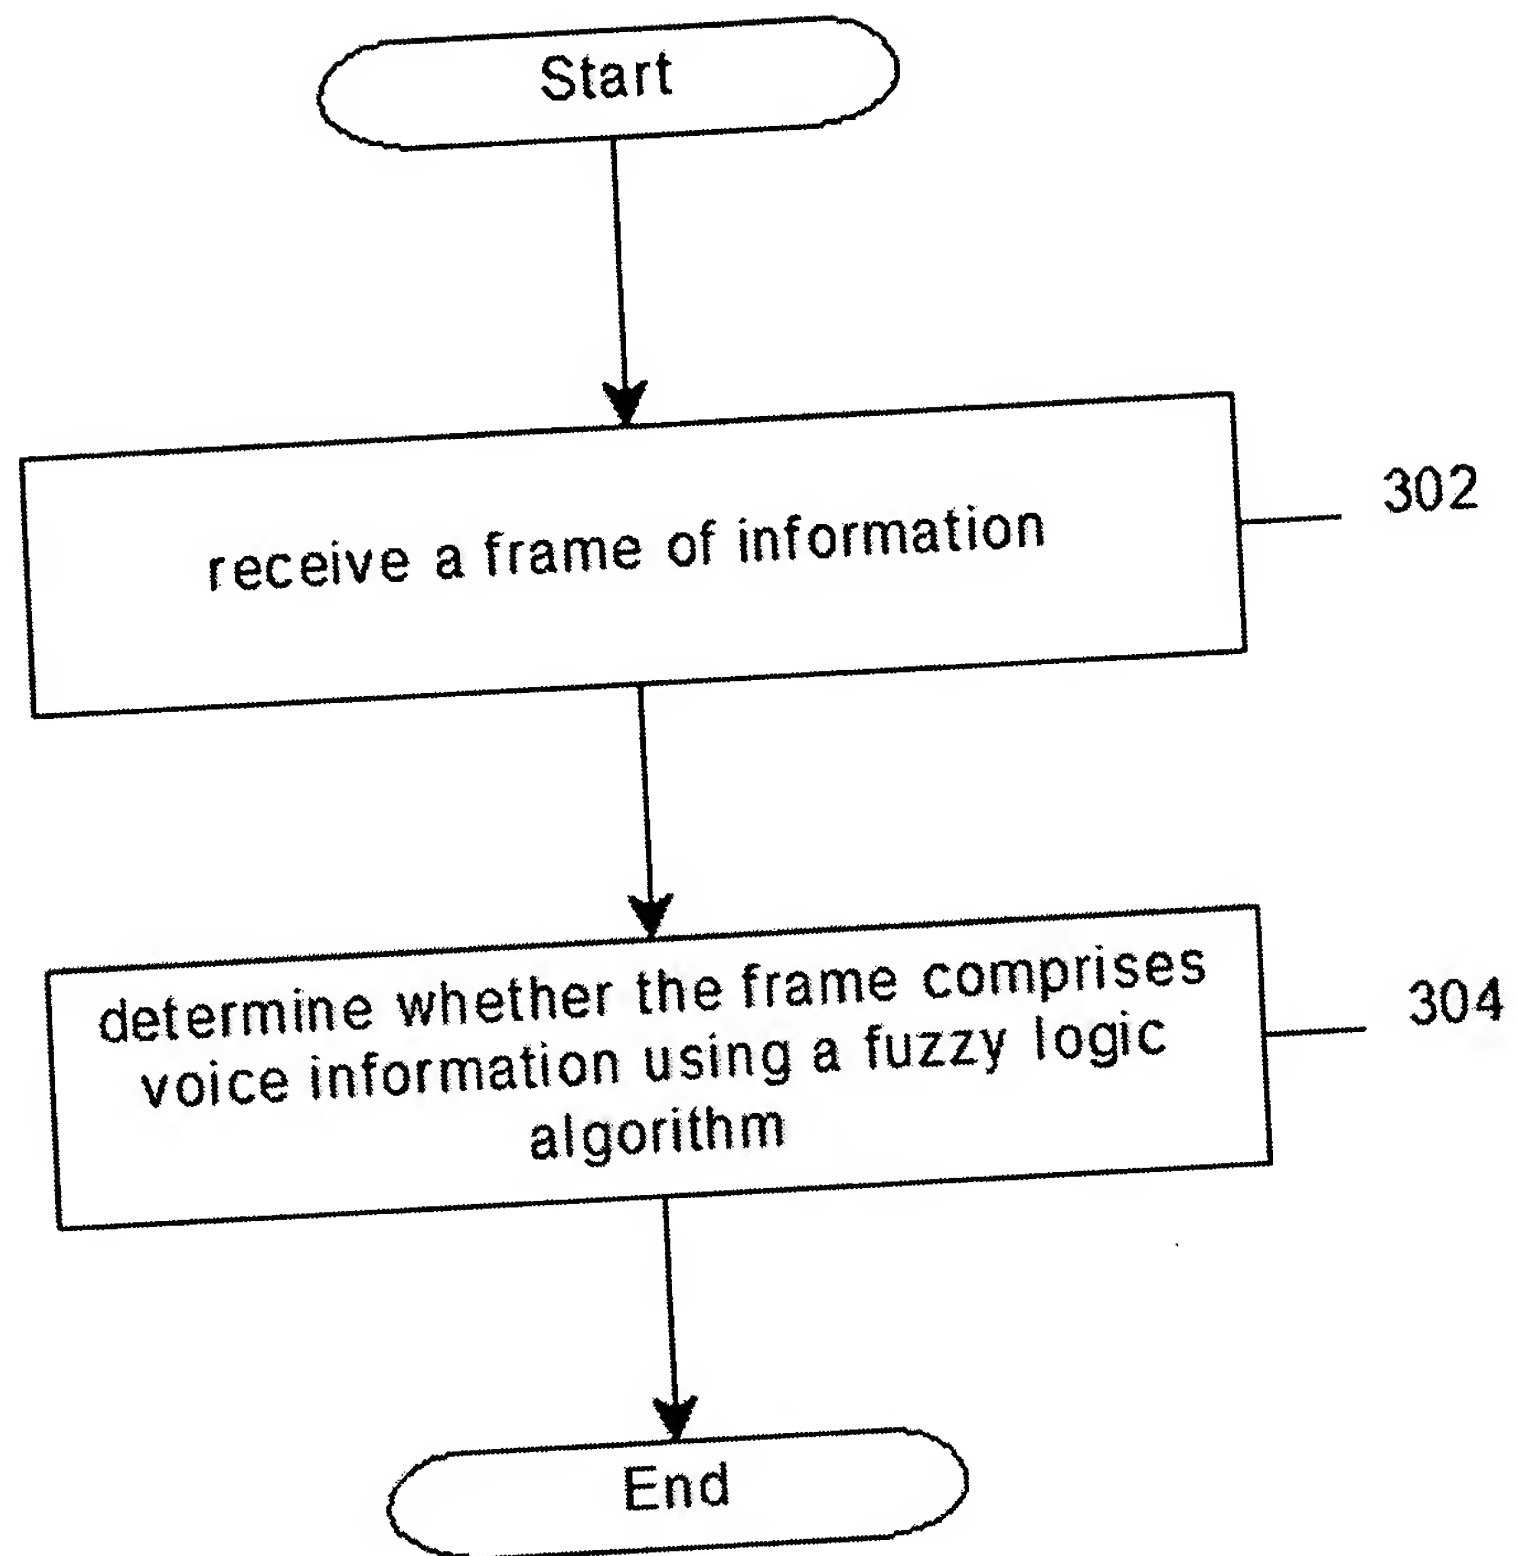 Start
receive a frame of information
302
determine whether the frame comprises
voice information using a fuzzy logic
algorithm
304
End